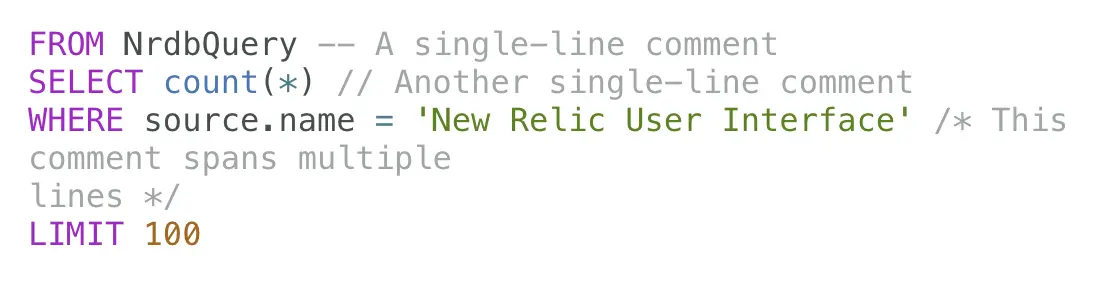 FROM NrdbQuery -- A single-line comment
SELECT count(*) // Another single-line comment
WHERE source.name = 'New Relic User Interface' /* This
comment spans multiple
lines */
LIMIT 100